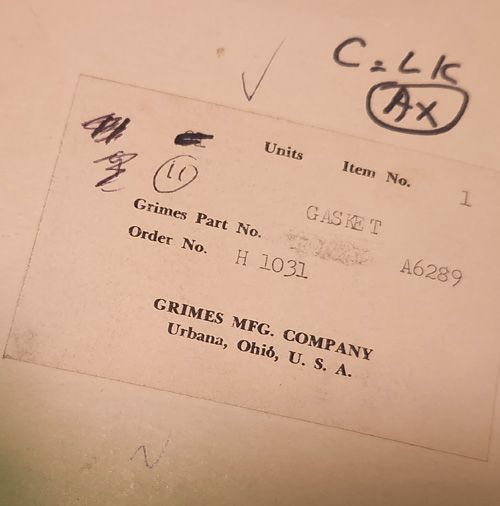 C = LK
AX
11 Units Item No. 1
GASKET
Grimes Part No. A6289
Order No. H 1031
GRIMES MFG. COMPANY
Urbana, Ohio, U. S. A.